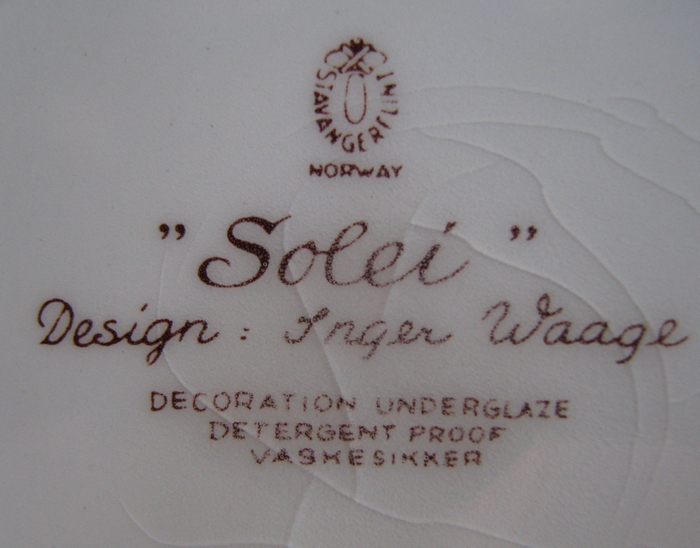 STAVANGERFLINT
NORWAY
"Solei"
Design: Inger Waage
DECORATION UNDERGLAZE
DETERGENT PROOF
VASKESIKKER